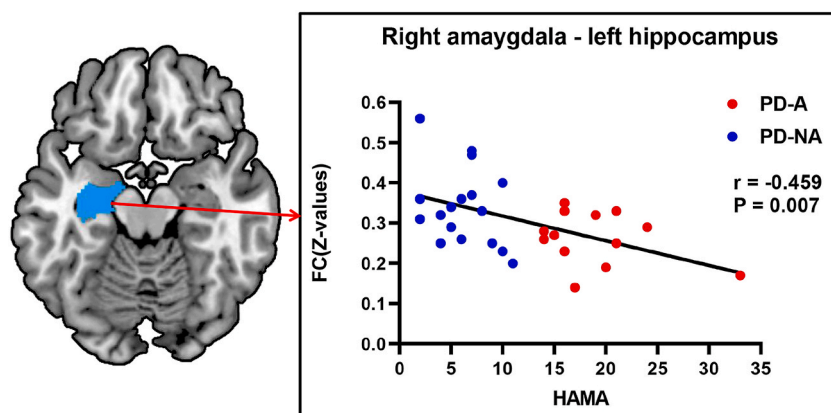 Right amaygdala - left hippocampus
PD-A
PD-NA
r = -0.459
P = 0.007
0.6
0.5
0.4
0.3
0.2
0.1
0.0
FC(Z-values)
0 5 10 15 20 25 30 35
HAMA